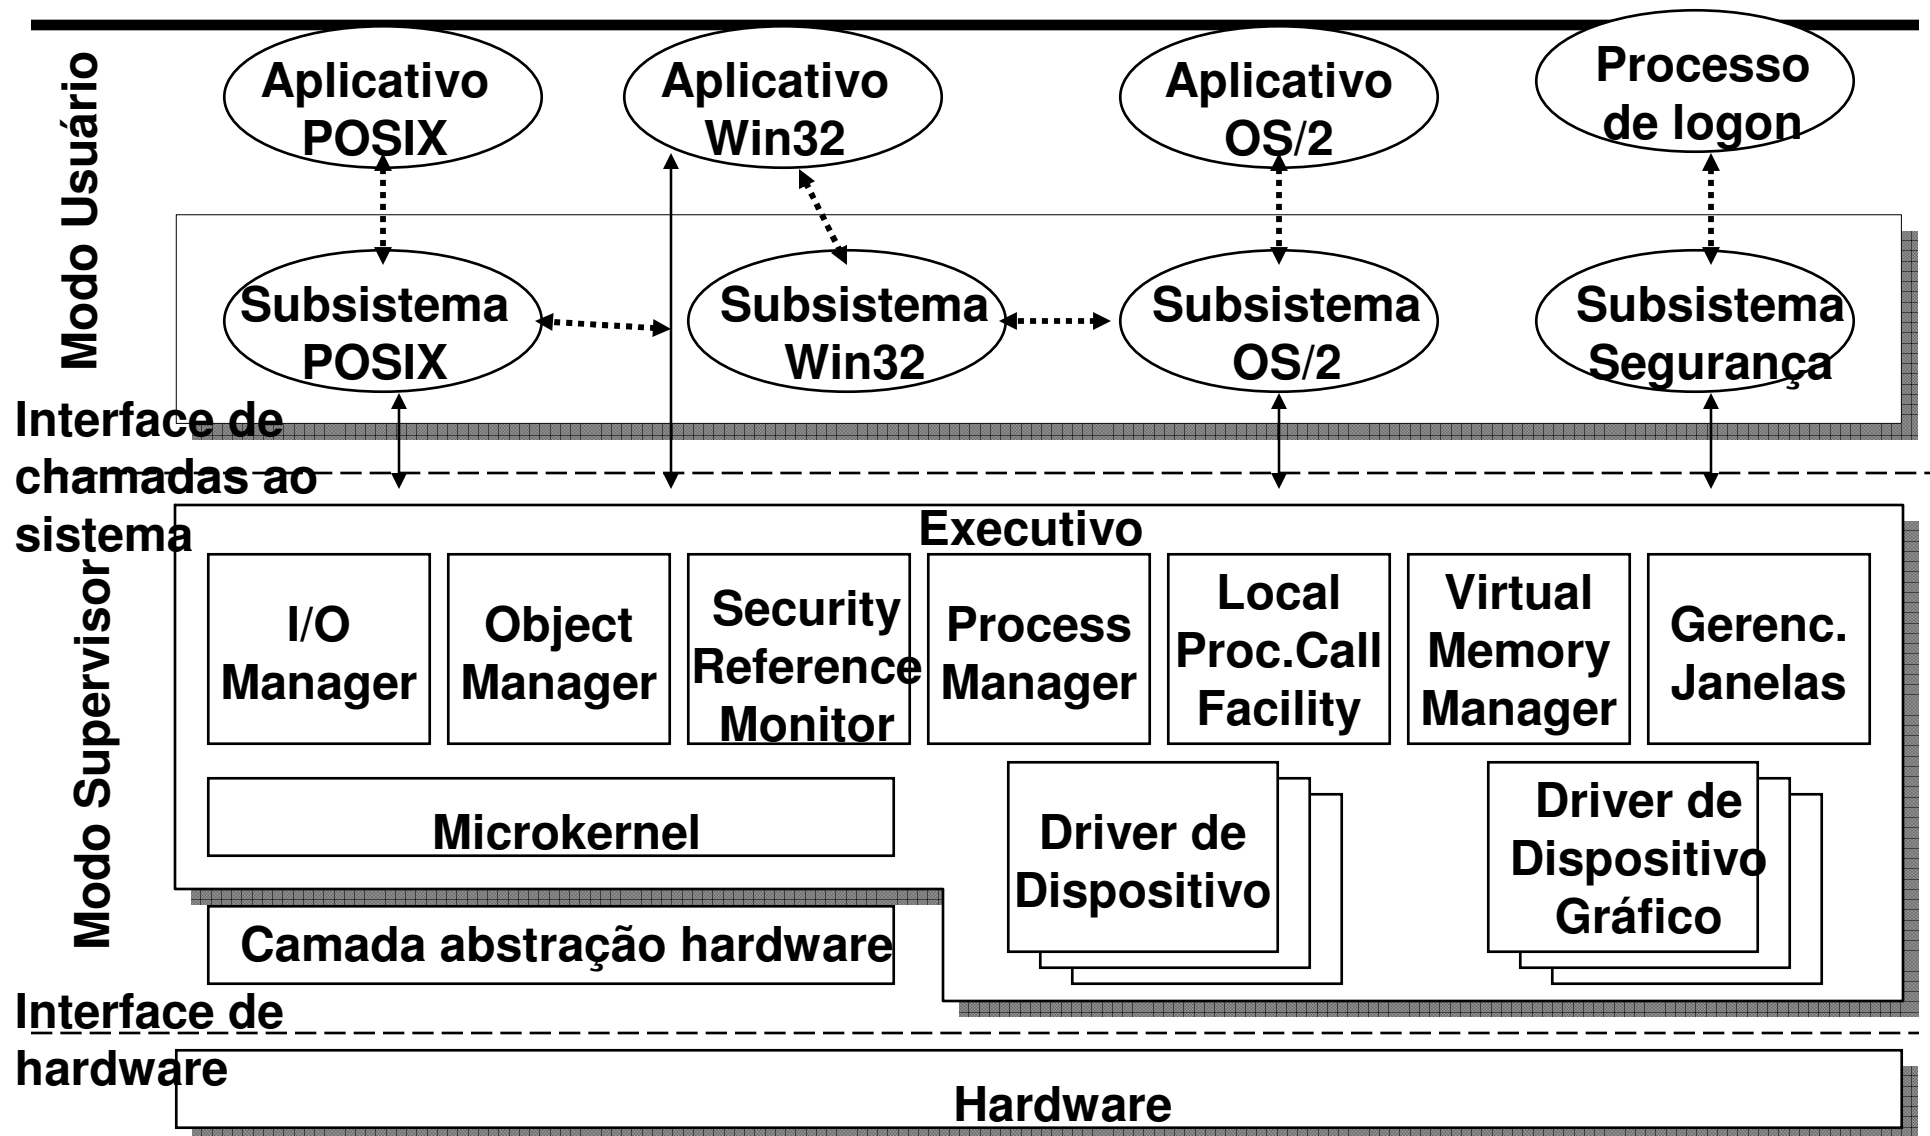 Modo Usuário
Aplicativo
POSIX
Aplicativo
Win32
Aplicativo
OS/2
Processo
de logon
Subsistema
POSIX
Subsistema
Win32
Subsistema
OS/2
Subsistema
Segurança
Interface de
chamadas ao
sistema
Modo Supervisor
Executivo
I/O
Manager
Object
Manager
Security
Reference
Monitor
Process
Manager
Local
Proc.Call
Facility
Virtual
Memory
Manager
Gerenc.
Janelas
Microkernel
Driver de
Dispositivo
Driver de
Dispositivo
Gráfico
Camada abstração hardware
Interface de
hardware
Hardware